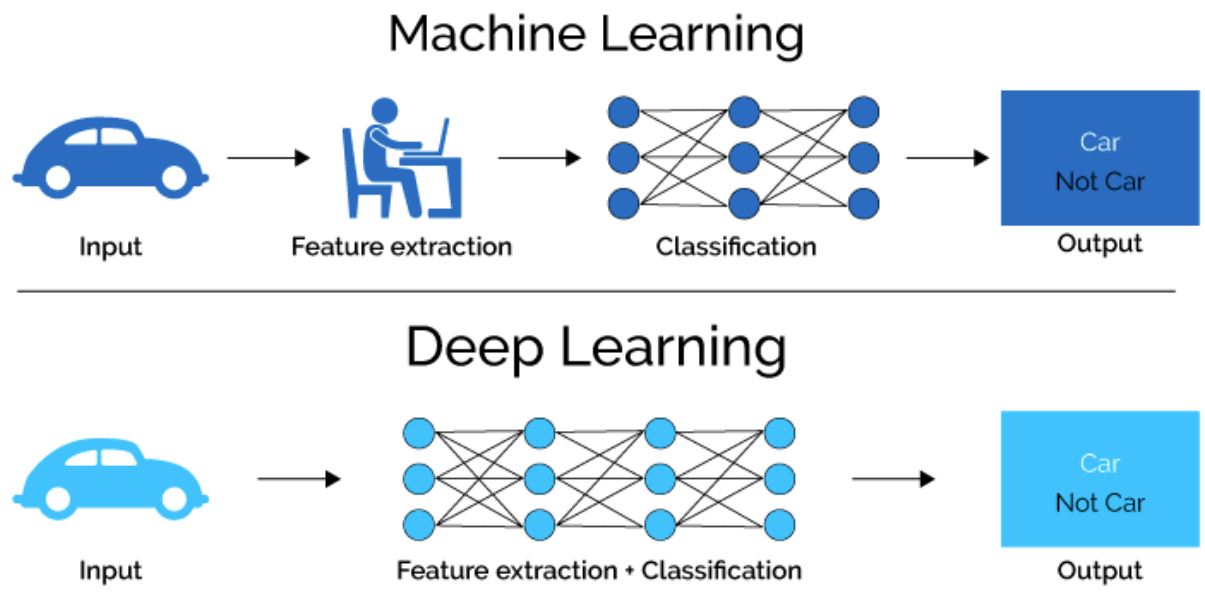 Machine Learning
Car
Not Car
Input
Feature extraction
Classification
Output
Deep Learning
Car
Not Car
Input
Feature extraction + Classification
Output